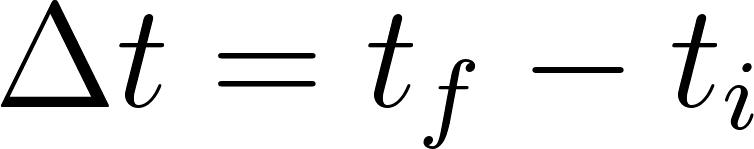 Δt = t_f − t_i